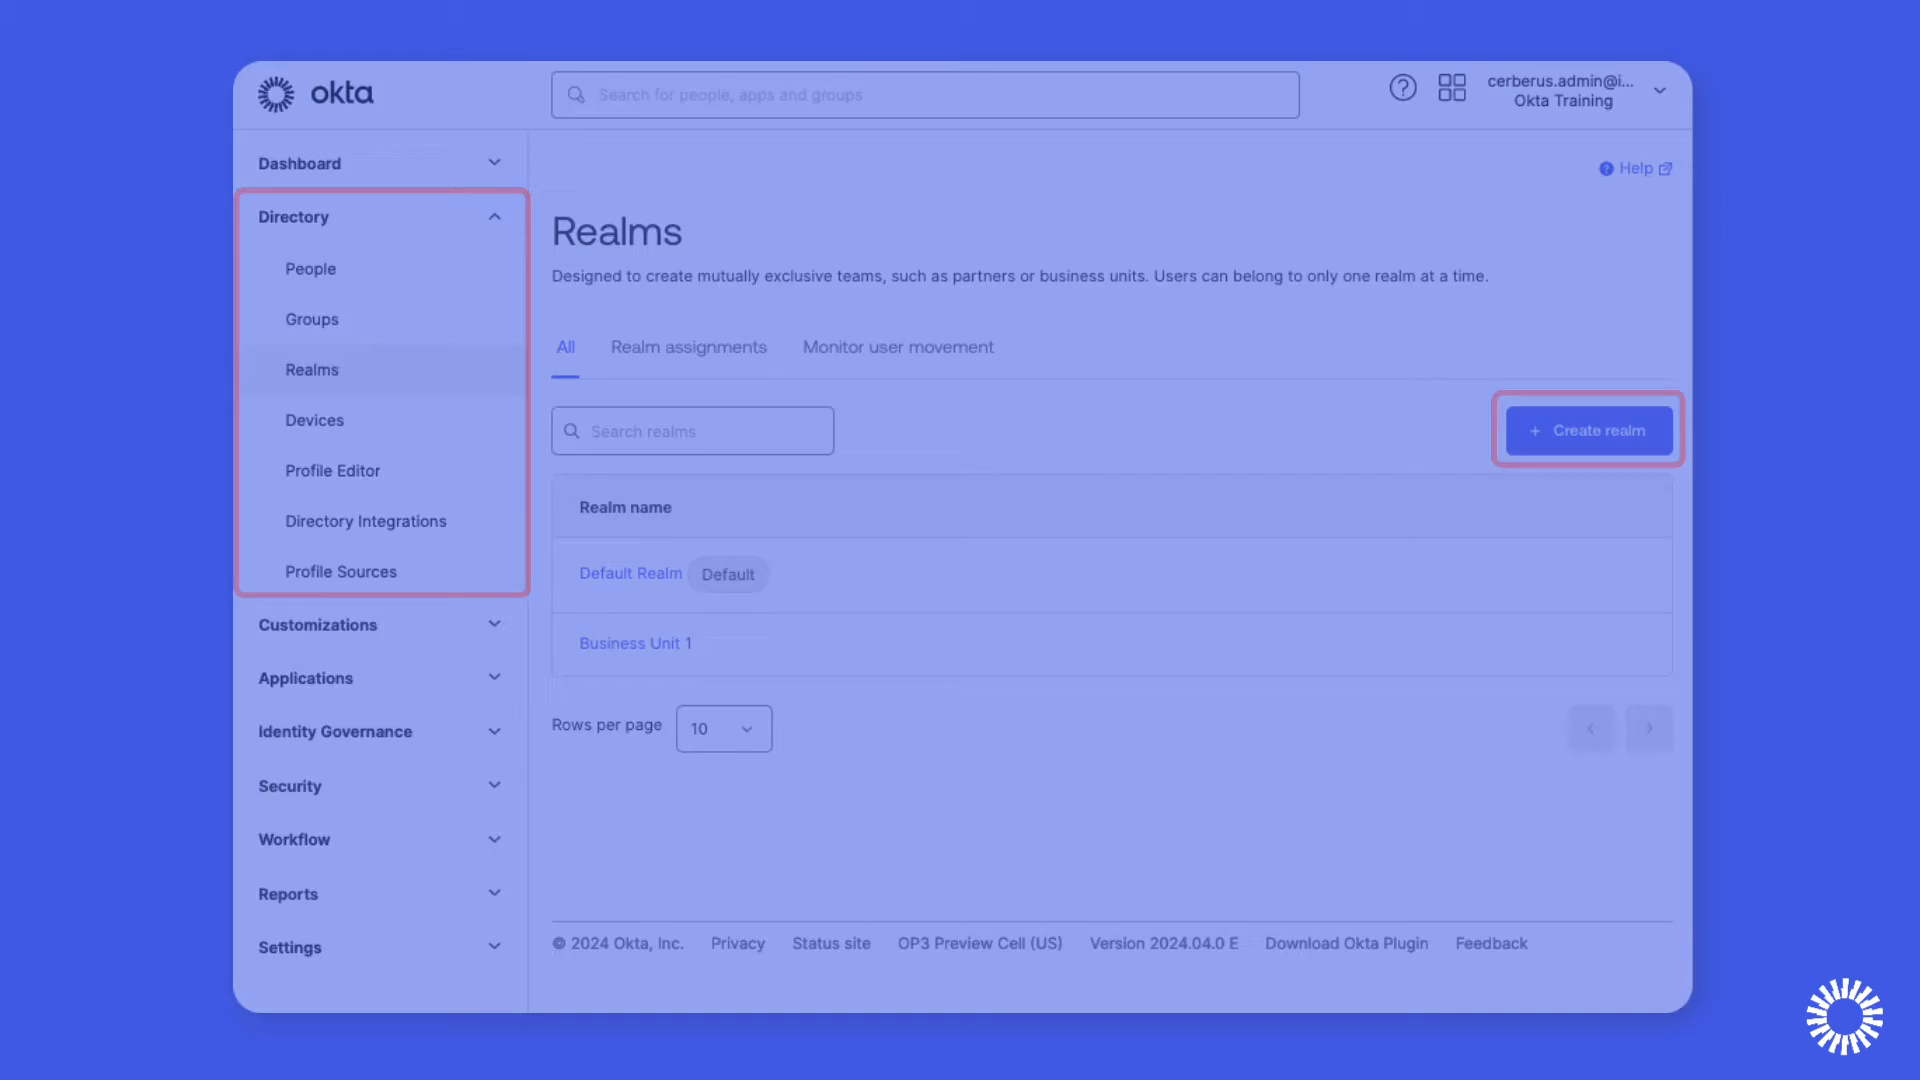 okta
Search for people, apps and groups
cerberus.admin@i...
Okta Training
Dashboard
Directory
People
Groups
Realms
Devices
Profile Editor
Directory Integrations
Profile Sources
Customizations
Applications
Identity Governance
Security
Workflow
Reports
Settings
Help
Realms
Designed to create mutually exclusive teams, such as partners or business units. Users can belong to only one realm at a time.
All Realm assignments Monitor user movement
Search realms
+ Create realm
Realm name
Default Realm Default
Business Unit 1
Rows per page 10
© 2024 Okta, Inc. Privacy Status site OP3 Preview Cell (US) Version 2024.04.0 E Download Okta Plugin Feedback